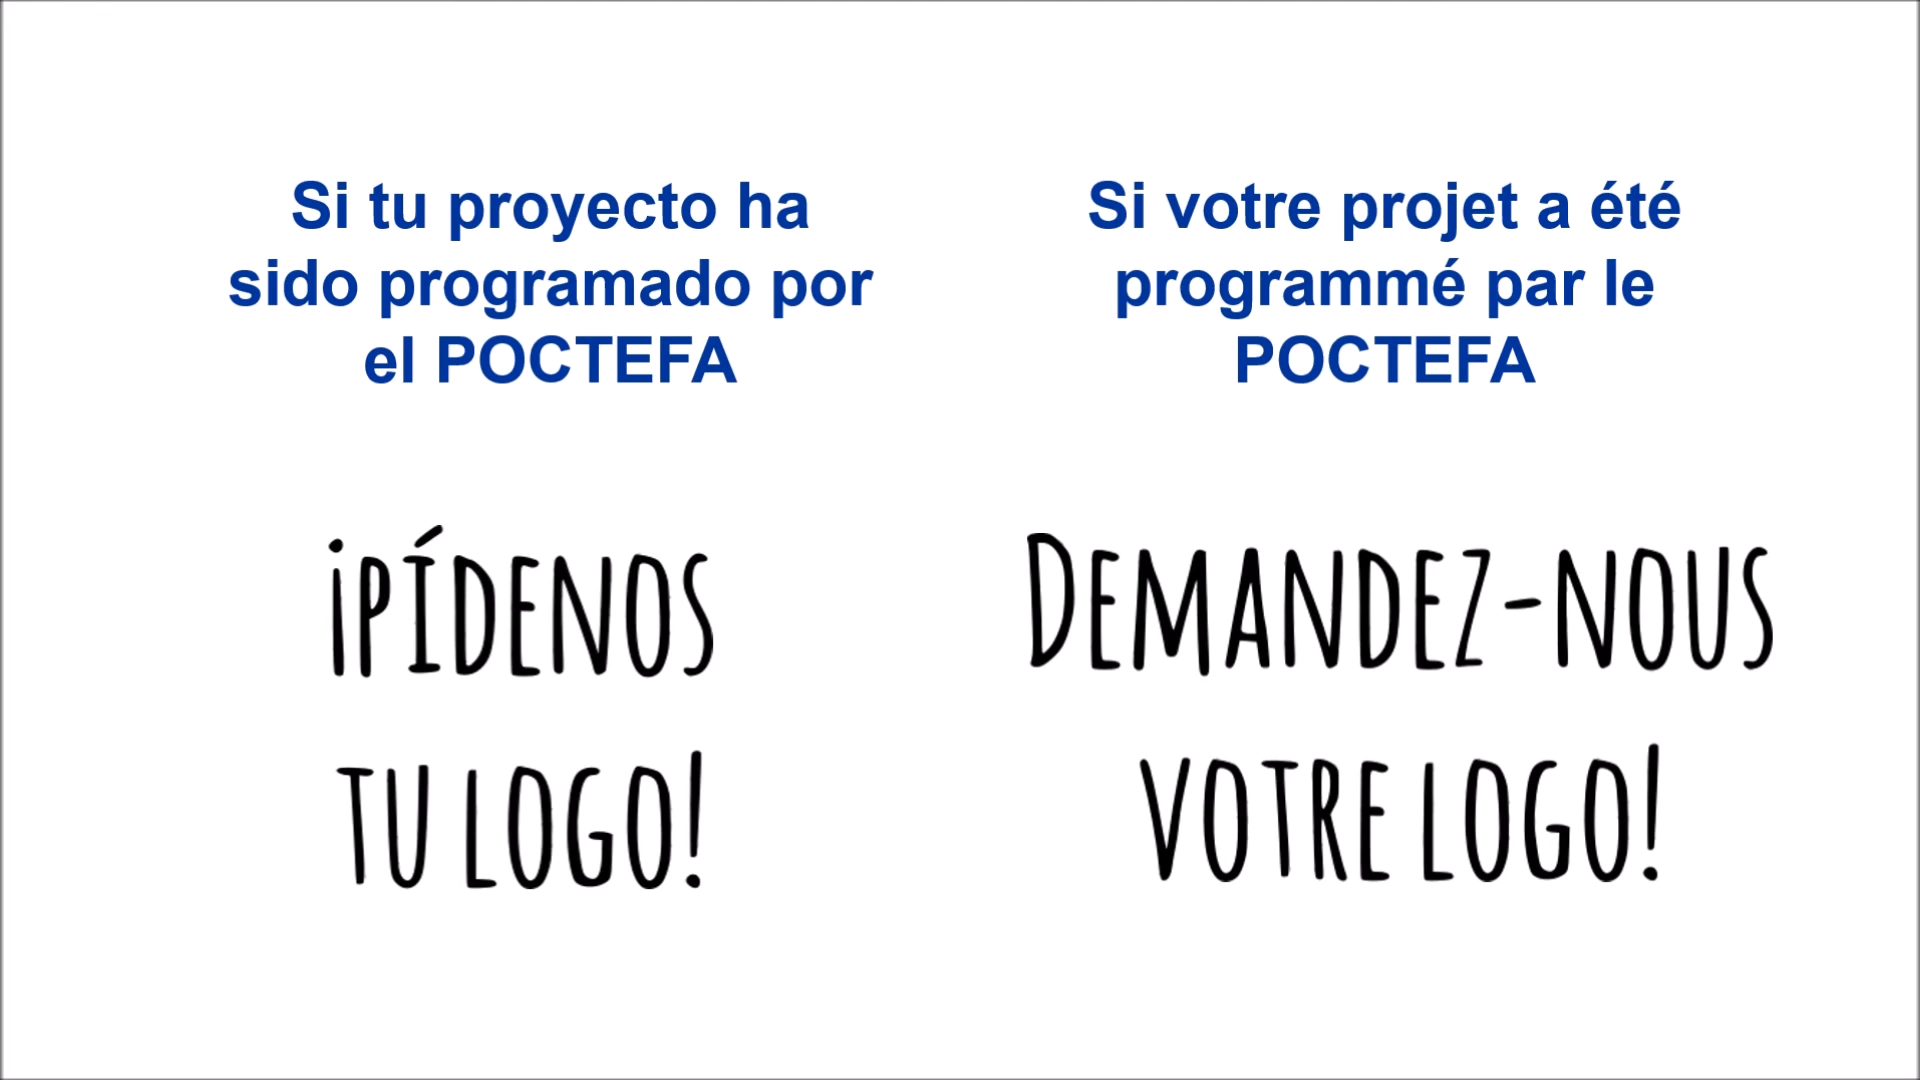 Si tu proyecto ha
sido programado por
el POCTEFA
¡PÍDENOS
TU LOGO!
Si votre projet a été
programmé par le
POCTEFA
DEMANDEZ-NOUS
VOTRE LOGO!